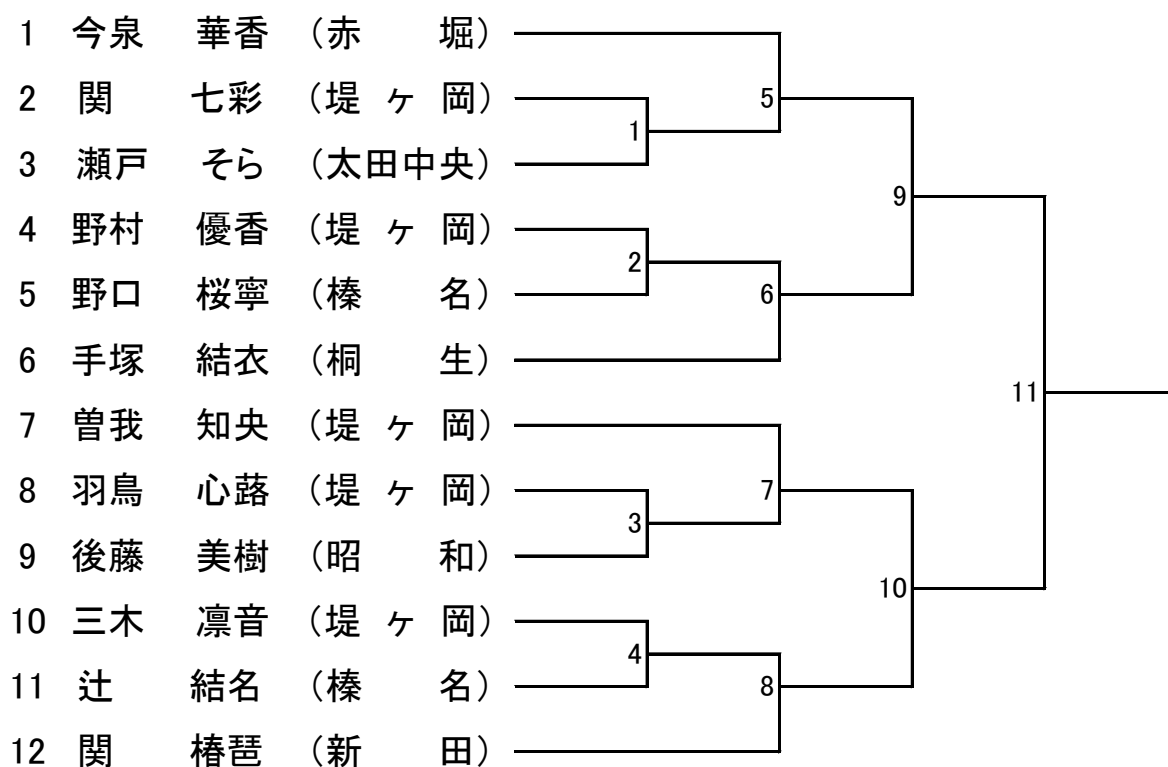 1 今泉 華香 (赤 堀)
5
2 関 七彩 (堤 ヶ 岡)
1
3 瀬戸 そら (太田中央)
9
4 野村 優香 (堤 ヶ 岡)
2
5 野口 桜寧 (榛 名)
6
6 手塚 結衣 (桐 生)
11
7 曽我 知央 (堤 ヶ 岡)
8 羽鳥 心蕗 (堤 ヶ 岡)
7
3
9 後藤 美樹 (昭 和)
10
10 三木 凛音 (堤 ヶ 岡)
4
11 辻 結名 (榛 名)
8
12 関 椿琶 (新 田)